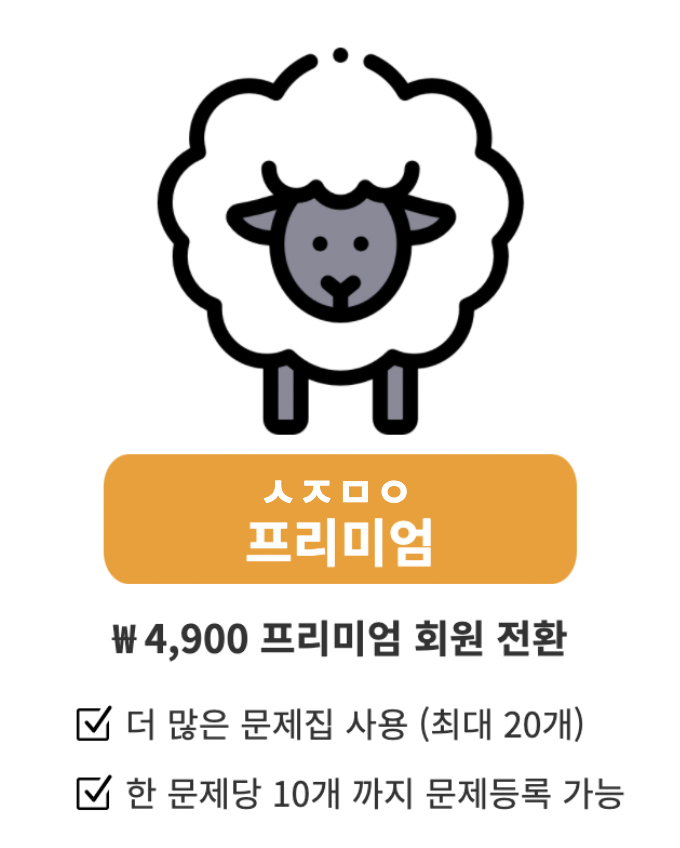 ㅅㅈㅁㅇ
프리미엄
₩4,900 프리미엄 회원 전환
더 많은 문제집 사용 (최대 20개)
한 문제당 10개 까지 문제등록 가능